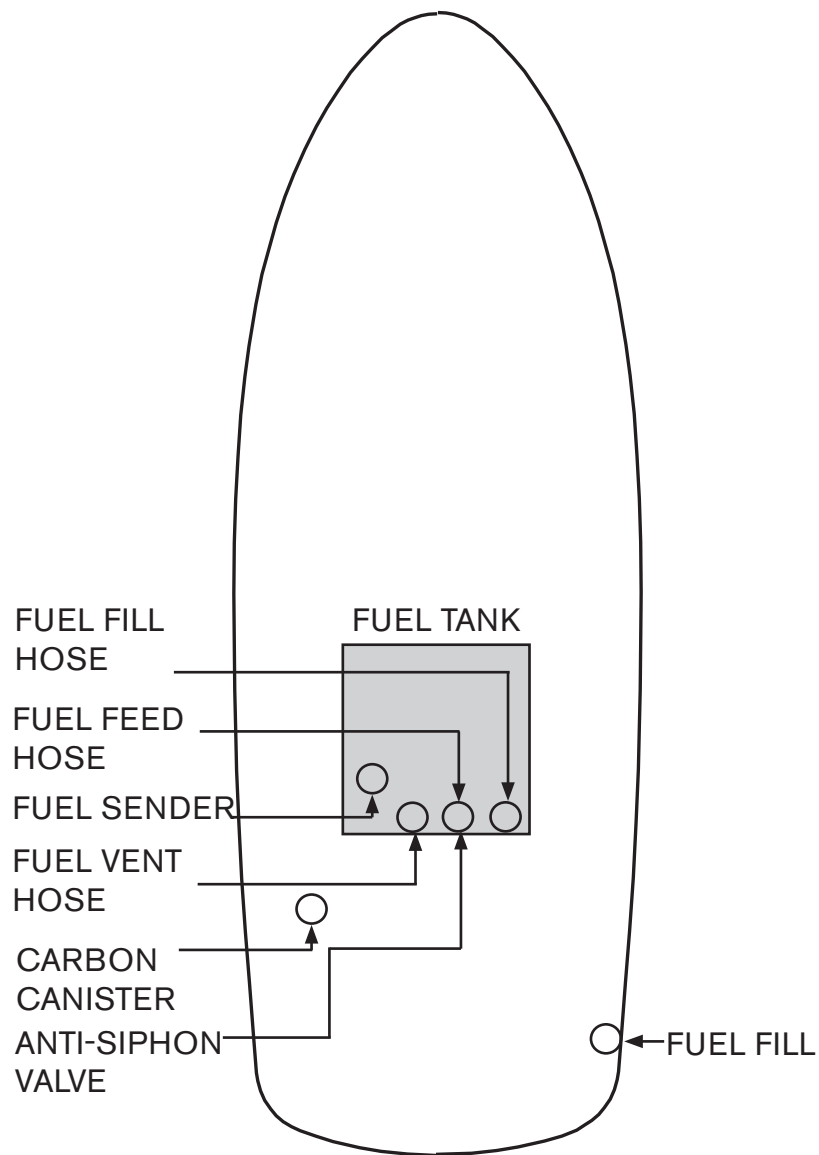 FUEL FILL
HOSE
FUEL TANK
FUEL FEED
HOSE
FUEL SENDER
FUEL VENT
HOSE
CARBON
CANISTER
ANTI-SIPHON
VALVE
FUEL FILL